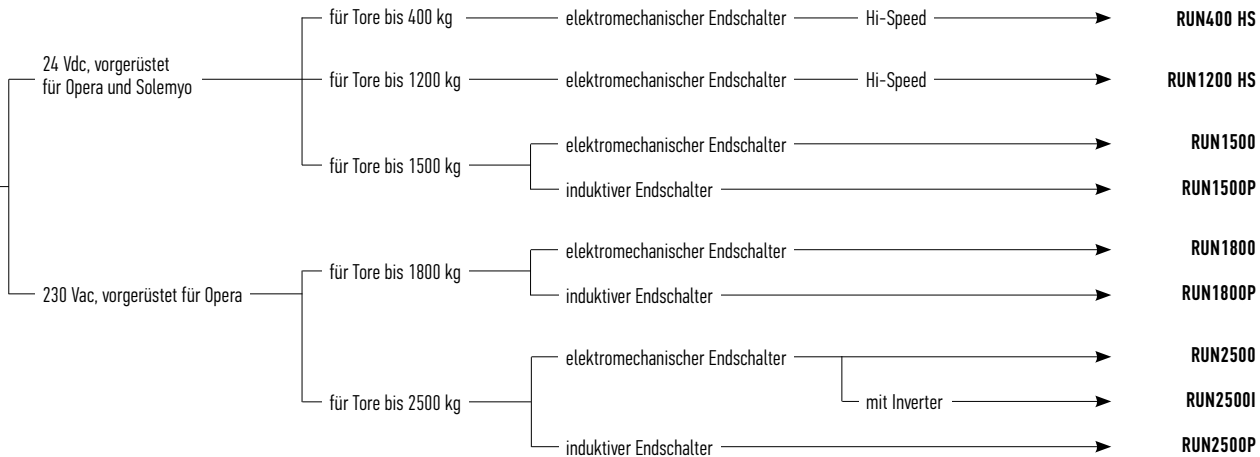 für Tore bis 400 kg elektromechanischer Endschalter Hi-Speed RUN400 HS
24 Vdc, vorgerüstet
für Opera und Solemyo
für Tore bis 1200 kg elektromechanischer Endschalter Hi-Speed RUN1200 HS
für Tore bis 1500 kg
elektromechanischer Endschalter RUN1500
induktiver Endschalter RUN1500P
230 Vac, vorgerüstet für Opera
für Tore bis 1800 kg
elektromechanischer Endschalter RUN1800
induktiver Endschalter RUN1800P
für Tore bis 2500 kg
elektromechanischer Endschalter RUN2500
mit Inverter RUN2500I
induktiver Endschalter RUN2500P